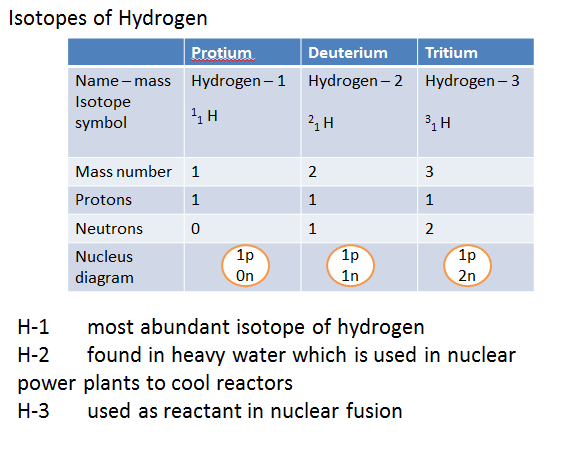 Isotopes of Hydrogen
Protium Deuterium Tritium
Name – mass Hydrogen – 1 Hydrogen – 2 Hydrogen – 3
Isotope
symbol ¹₁ H ²₁ H ³₁ H
Mass number 1 2 3
Protons 1 1 1
Neutrons 0 1 2
Nucleus 1p 1p 1p
diagram 0n 1n 2n
H-1 most abundant isotope of hydrogen
H-2 found in heavy water which is used in nuclear
power plants to cool reactors
H-3 used as reactant in nuclear fusion